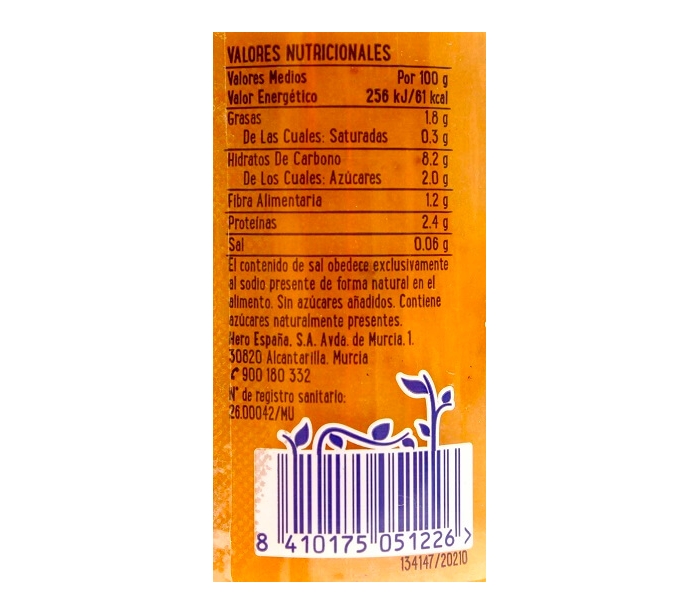 VALORES NUTRICIONALES
Valores Medios Por 100 g
Valor Energético 256 kJ/61 kcal
Grasas 1.8 g
De Las Cuales: Saturadas 0.3 g
Hidratos De Carbono 8.2 g
De Los Cuales: Azúcares 2.0 g
Fibra Alimentaria 1.2 g
Proteínas 2.4 g
Sal 0.06 g
El contenido de sal obedece exclusivamente
al sodio presente de forma natural en el
alimento. Sin azúcares añadidos. Contiene
azúcares naturalmente presentes.
Hero España, S.A. Avda. de Murcia, 1.
30820 Alcantarilla. Murcia
900 180 332
N° de registro sanitario:
26.00042/MU
8 410175 051226 >
134147/20210